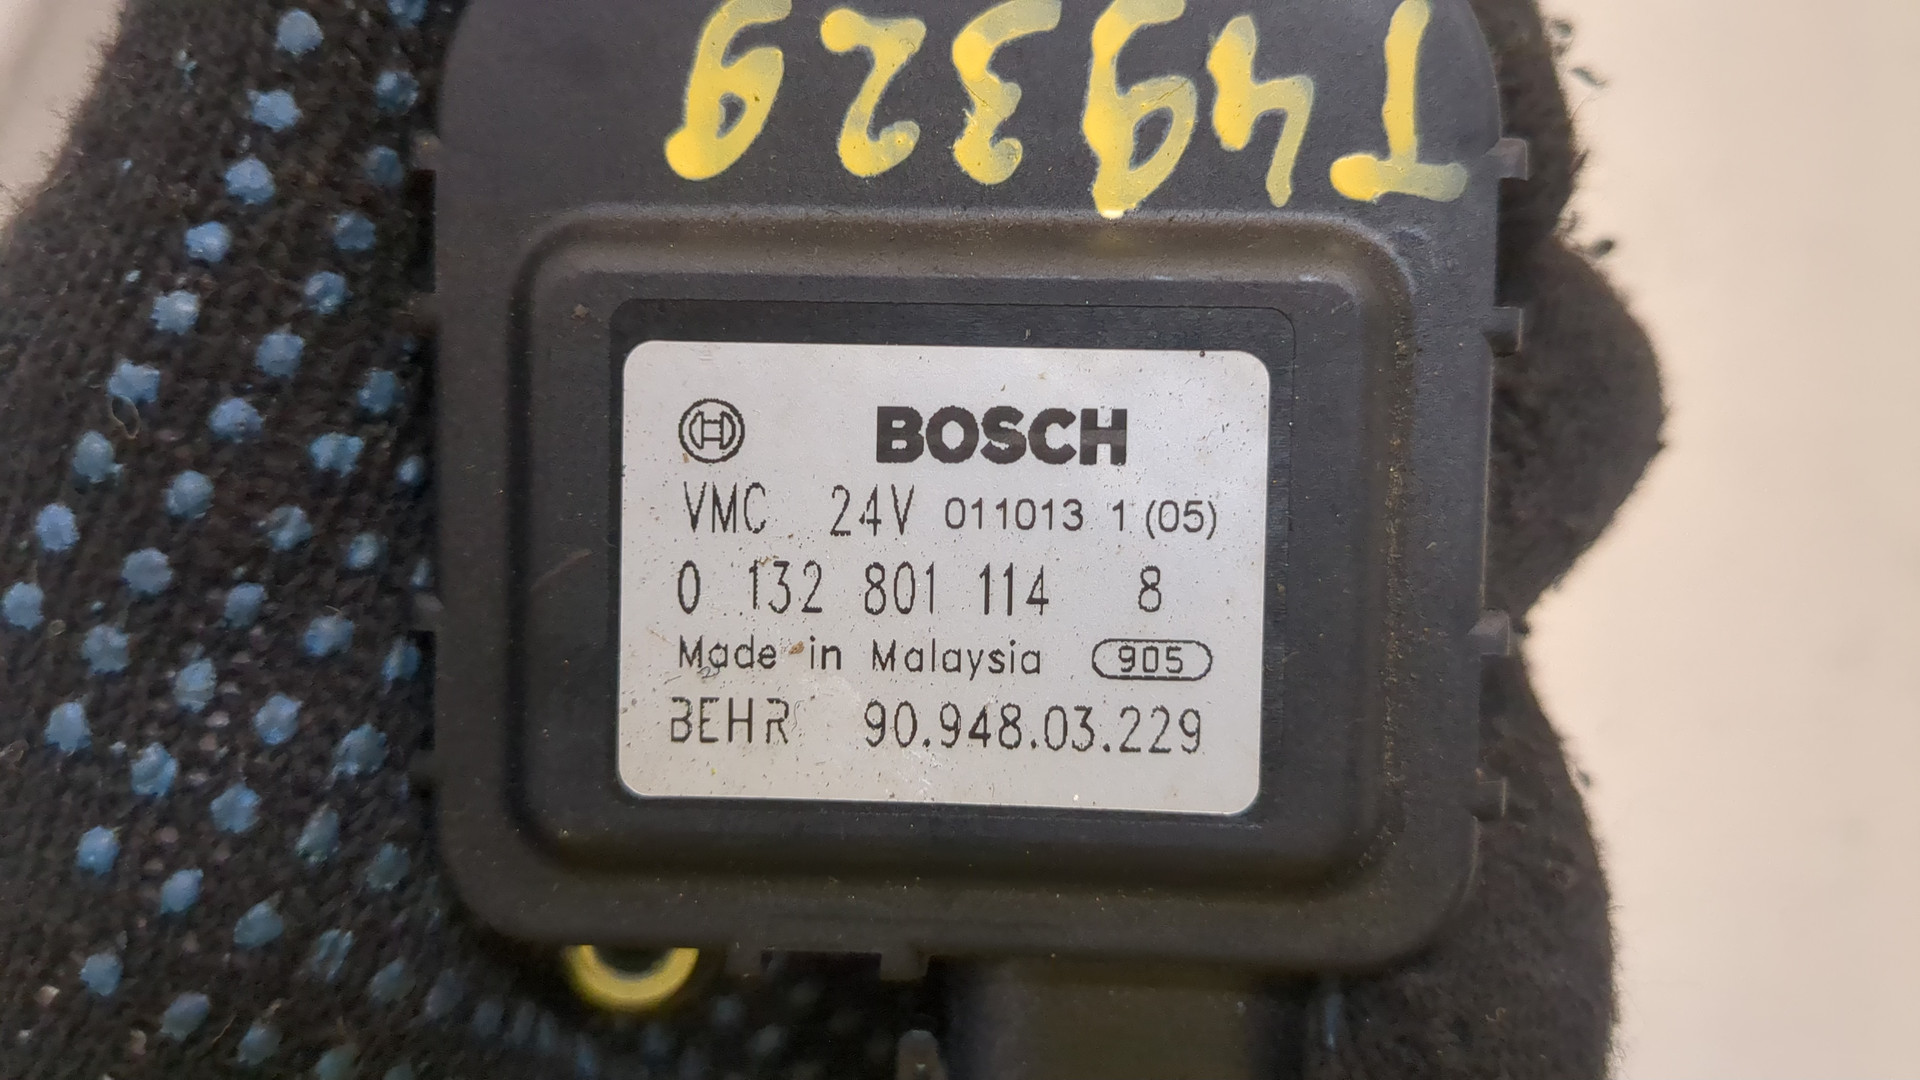 T49329
BOSCH
VMC 24V 011013 1 (05)
0 132 801 114 8
Made in Malaysia 905
BEHR 90.948.03.229